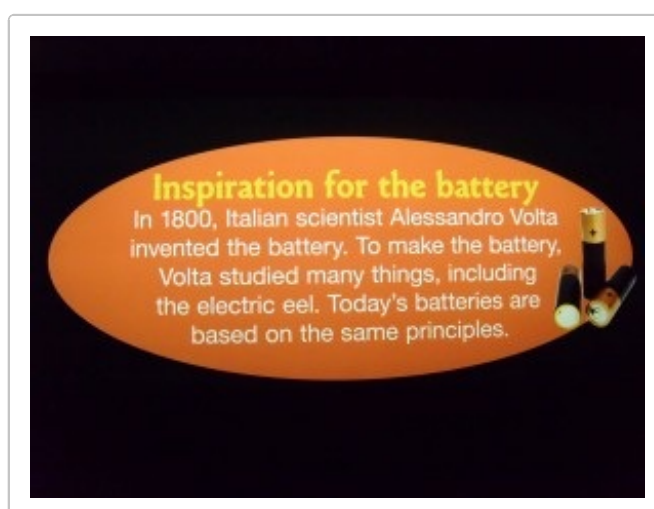 Inspiration for the battery
In 1800, Italian scientist Alessandro Volta
invented the battery. To make the battery,
Volta studied many things, including
the electric eel. Today's batteries are
based on the same principles.